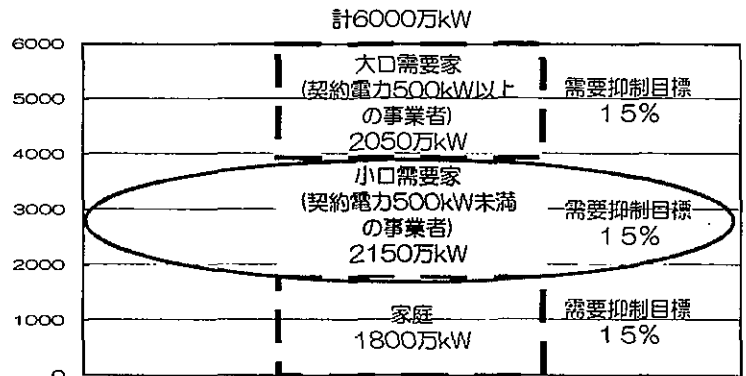 計6000万kW
6000
大口需要家
(契約電力500kW以上
の事業者)
2050万kW
需要抑制目標
15%
5000
4000
小口需要家
(契約電力500kW未満
の事業者)
2150万kW
需要抑制目標
15%
3000
2000
家庭
1800万kW
需要抑制目標
15%
1000
0